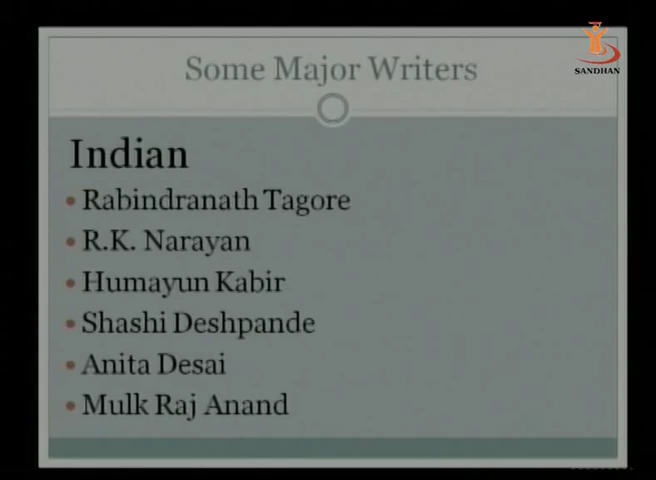 SANDHAN
Some Major Writers
Indian
• Rabindranath Tagore
• R.K. Narayan
• Humayun Kabir
• Shashi Deshpande
• Anita Desai
• Mulk Raj Anand